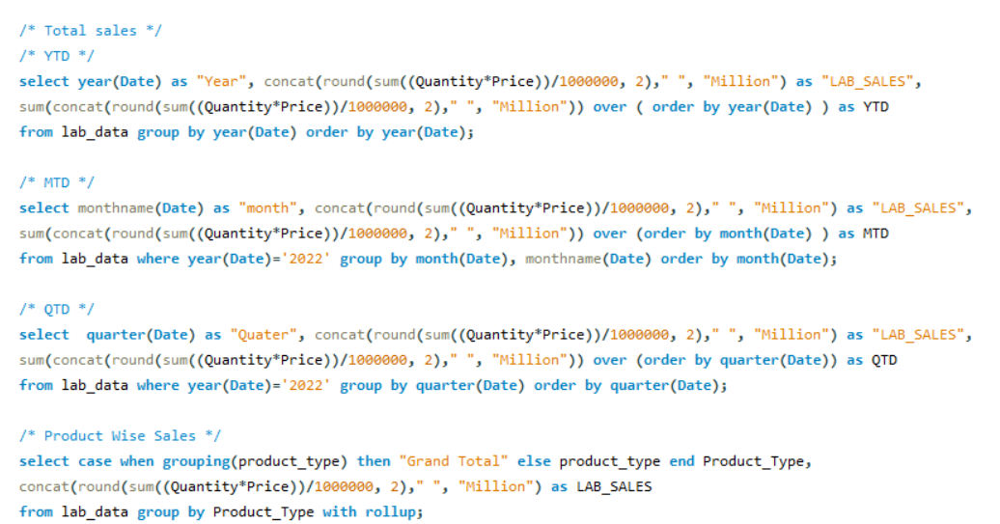 /* Total sales */
/* YTD */
select year(Date) as "Year", concat(round(sum((Quantity*Price))/1000000, 2)," ", "Million") as "LAB_SALES",
sum(concat(round(sum((Quantity*Price))/1000000, 2)," ", "Million")) over ( order by year(Date) ) as YTD
from lab_data group by year(Date) order by year(Date);
/* MTD */
select monthname(Date) as "month", concat(round(sum((Quantity*Price))/1000000, 2)," ", "Million") as "LAB_SALES",
sum(concat(round(sum((Quantity*Price))/1000000, 2)," ", "Million")) over (order by month(Date) ) as MTD
from lab_data where year(Date)='2022' group by month(Date), monthname(Date) order by month(Date);
/* QTD */
select  quarter(Date) as "Quater", concat(round(sum((Quantity*Price))/1000000, 2)," ", "Million") as "LAB_SALES",
sum(concat(round(sum((Quantity*Price))/1000000, 2)," ", "Million")) over (order by quarter(Date)) as QTD
from lab_data where year(Date)='2022' group by quarter(Date) order by quarter(Date);
/* Product Wise Sales */
select case when grouping(product_type) then "Grand Total" else product_type end Product_Type,
concat(round(sum((Quantity*Price))/1000000, 2)," ", "Million") as LAB_SALES
from lab_data group by Product_Type with rollup;